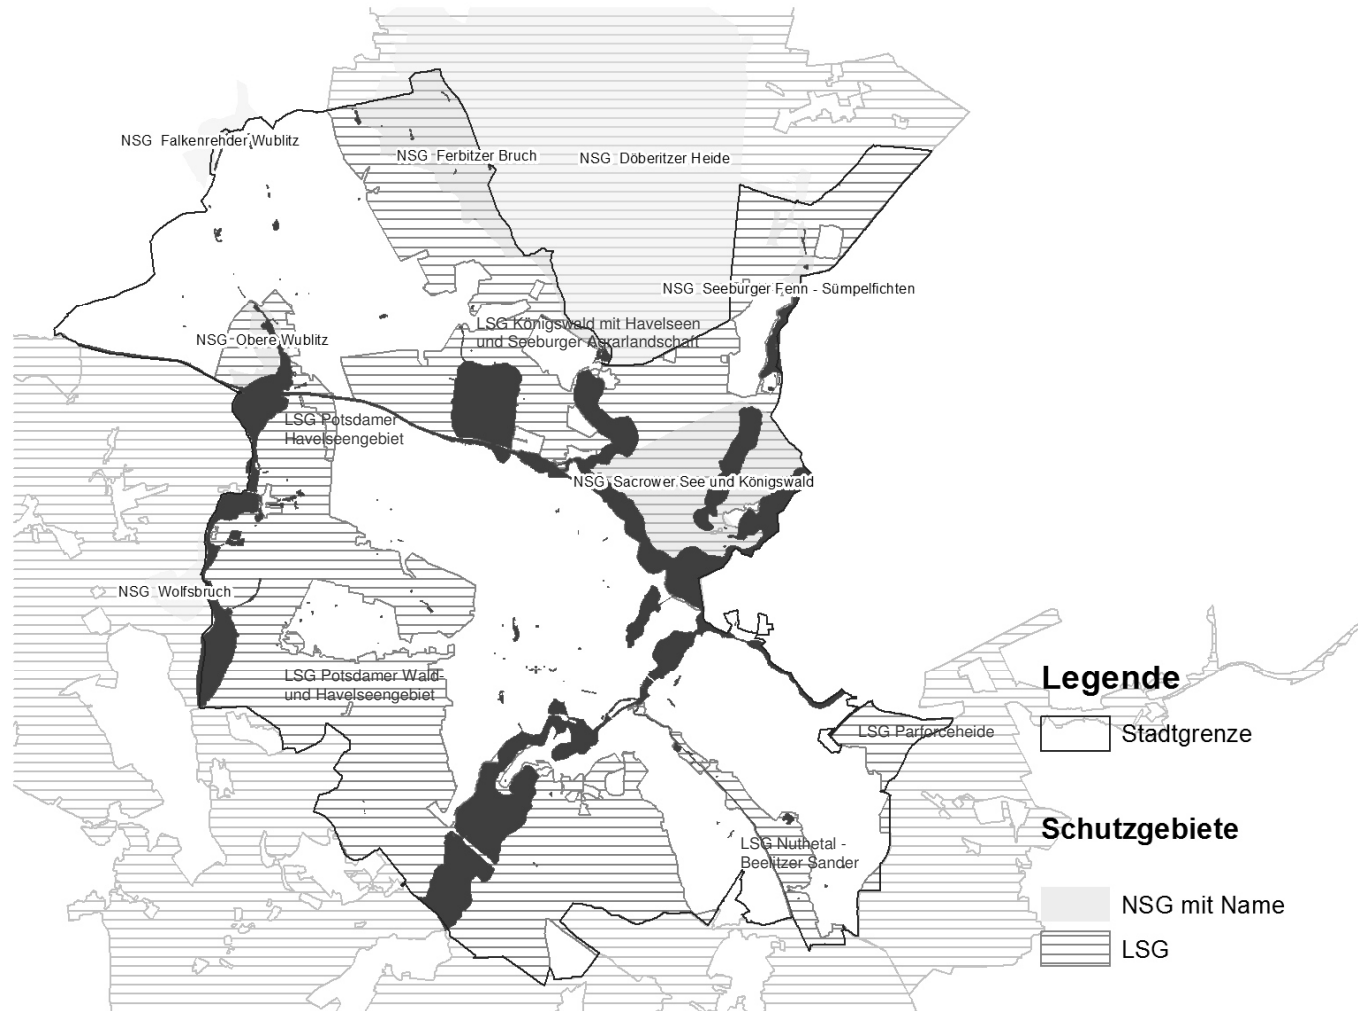 NSG Falkenrehder Wublitz
NSG Ferbitzer Bruch
NSG Döberitzer Heide
NSG Seeburger Fenn - Sümpelfichten
LSG Königswald mit Havelseen
und Seeburger Agrarlandschaft
NSG Obere Wublitz
LSG Potsdamer
Havelseengebiet
NSG Sacrower See und Königswald
NSG Wolfsbruch
LSG Potsdamer Wald-
und Havelseengebiet
LSG Parforceheide
LSG Nuthetal -
Beelitzer Sander
Legende
Stadtgrenze
Schutzgebiete
NSG mit Name
LSG